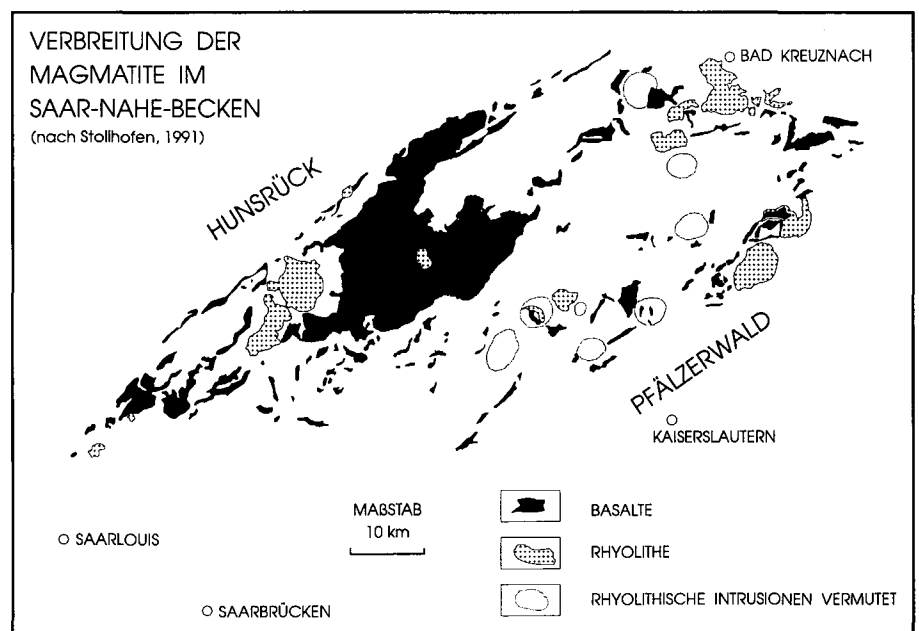 VERBREITUNG DER
MAGMATITE IM
SAAR-NAHE-BECKEN
(nach Stollhofen, 1991)
BAD KREUZNACH
HUNSRÜCK
PFÄLZERWALD
KAISERSLAUTERN
MAßSTAB
10 km
BASALTE
SAARLOUIS
RHYOLITHE
RHYOLITHISCHE INTRUSIONEN VERMUTET
SAARBRÜCKEN